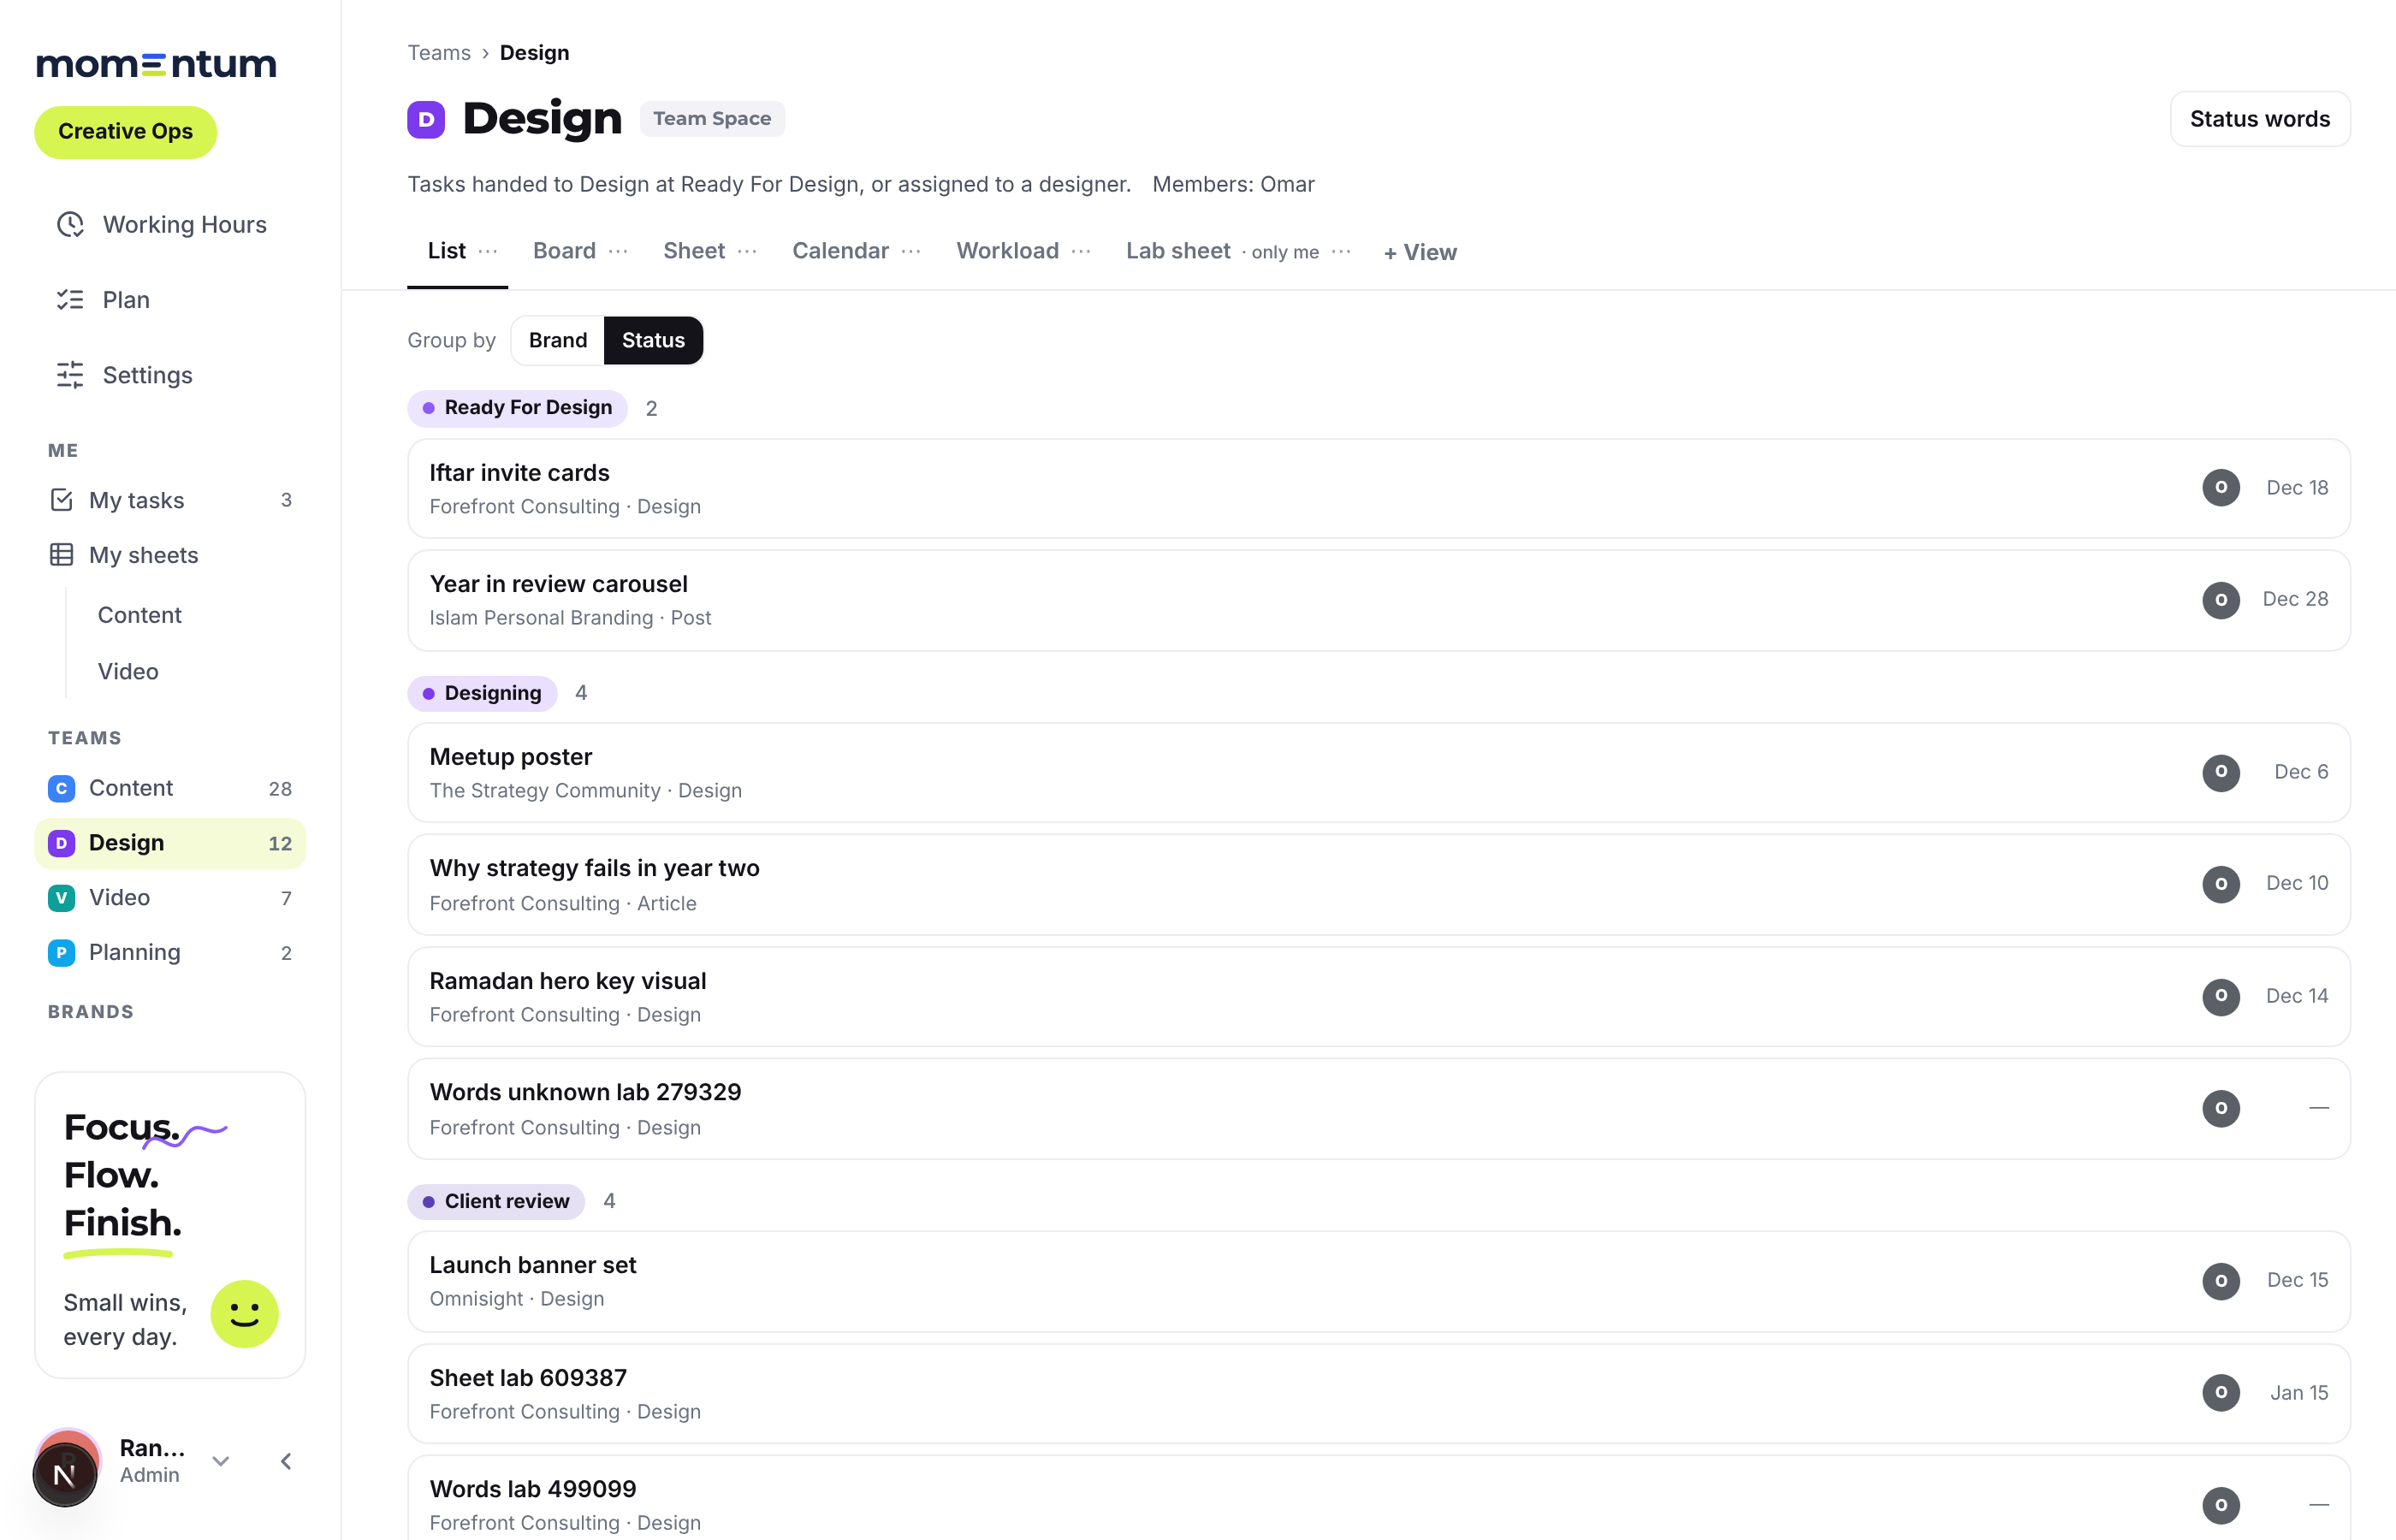 momentum
Creative Ops
Working Hours
Plan
Settings
ME
My tasks 3
My sheets
Content
Video
TEAMS
C Content 28
D Design 12
V Video 7
P Planning 2
BRANDS
Focus.
Flow.
Finish.
Small wins,
every day.
Ran...
Admin
N
Teams › Design
D Design Team Space
Status words
Tasks handed to Design at Ready For Design, or assigned to a designer. Members: Omar
List ··· Board ··· Sheet ··· Calendar ··· Workload ··· Lab sheet · only me ··· + View
Group by Brand Status
Ready For Design 2
Iftar invite cards
Forefront Consulting · Design
O Dec 18
Year in review carousel
Islam Personal Branding · Post
O Dec 28
Designing 4
Meetup poster
The Strategy Community · Design
O Dec 6
Why strategy fails in year two
Forefront Consulting · Article
O Dec 10
Ramadan hero key visual
Forefront Consulting · Design
O Dec 14
Words unknown lab 279329
Forefront Consulting · Design
O —
Client review 4
Launch banner set
Omnisight · Design
O Dec 15
Sheet lab 609387
Forefront Consulting · Design
O Jan 15
Words lab 499099
Forefront Consulting · Design
O —